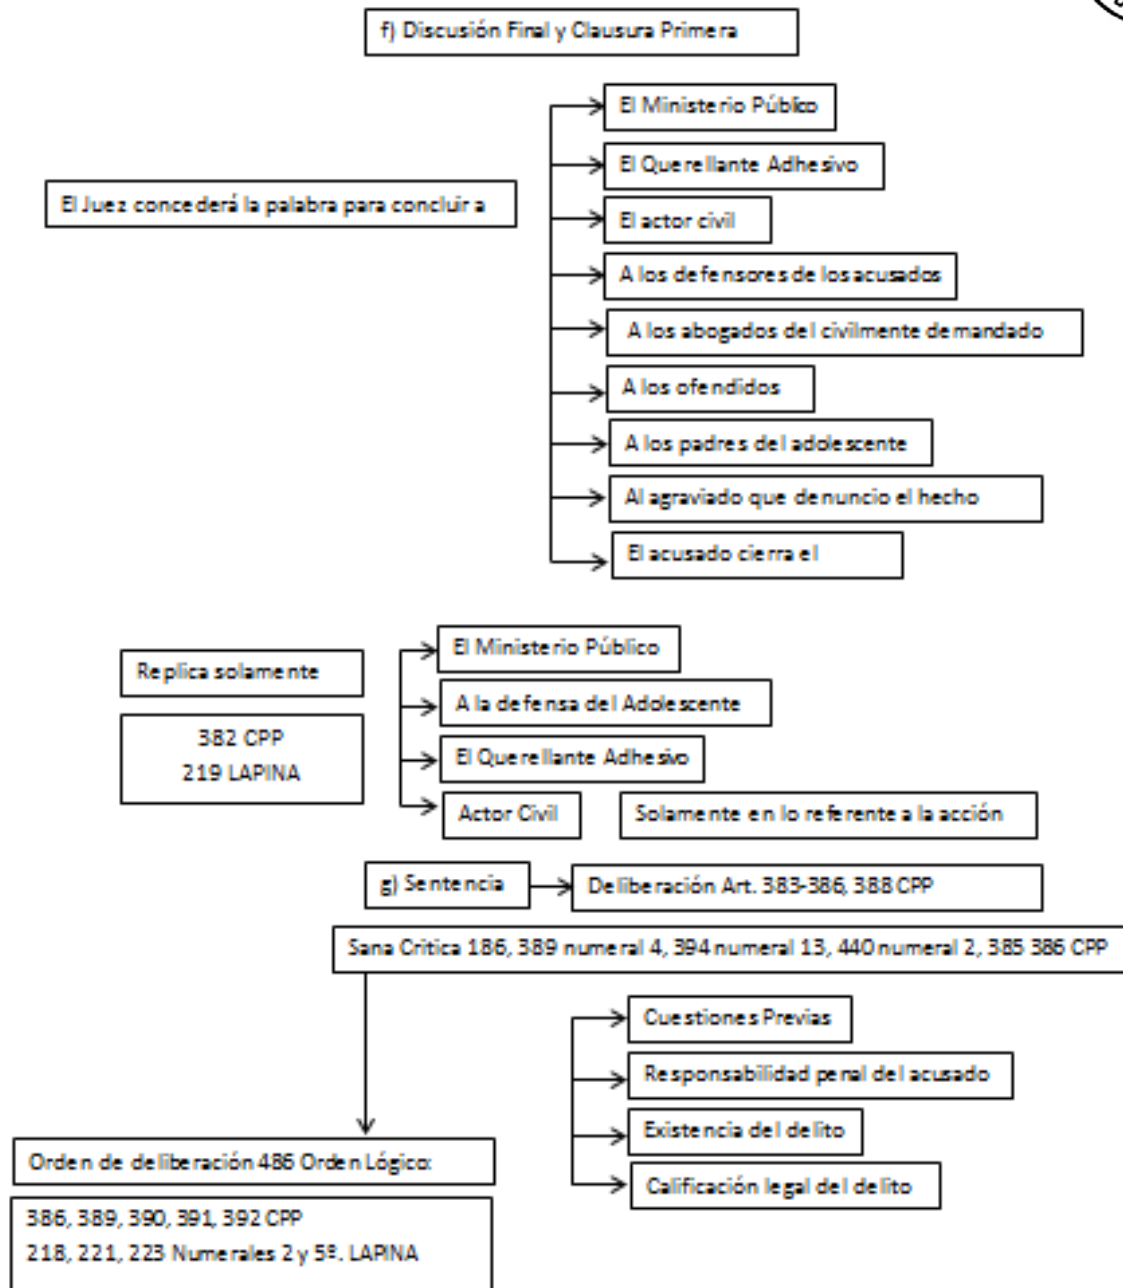 f) Discusión Final y Clausura Primera
El Juez concederá la palabra para concluir a
El Ministerio Público
El Querellante Adhesivo
El actor civil
A los defensores de los acusados
A los abogados del civilmente demandado
A los ofendidos
A los padres del adolescente
Al agraviado que denuncio el hecho
El acusado cierra el
Replica solamente
382 CPP
219 LAPINA
El Ministerio Público
A la defensa del Adolescente
El Querellante Adhesivo
Actor Civil
Solamente en lo referente a la acción
g) Sentencia
Deliberación Art. 383-386, 388 CPP
Sana Critica 186, 389 numeral 4, 394 numeral 13, 440 numeral 2, 385 386 CPP
Cuestiones Previas
Responsabilidad penal del acusado
Existencia del delito
Calificación legal del delito
Orden de deliberación 486 Orden Lógico:
386, 389, 390, 391, 392 CPP
218, 221, 223 Numerales 2 y 5ª. LAPINA